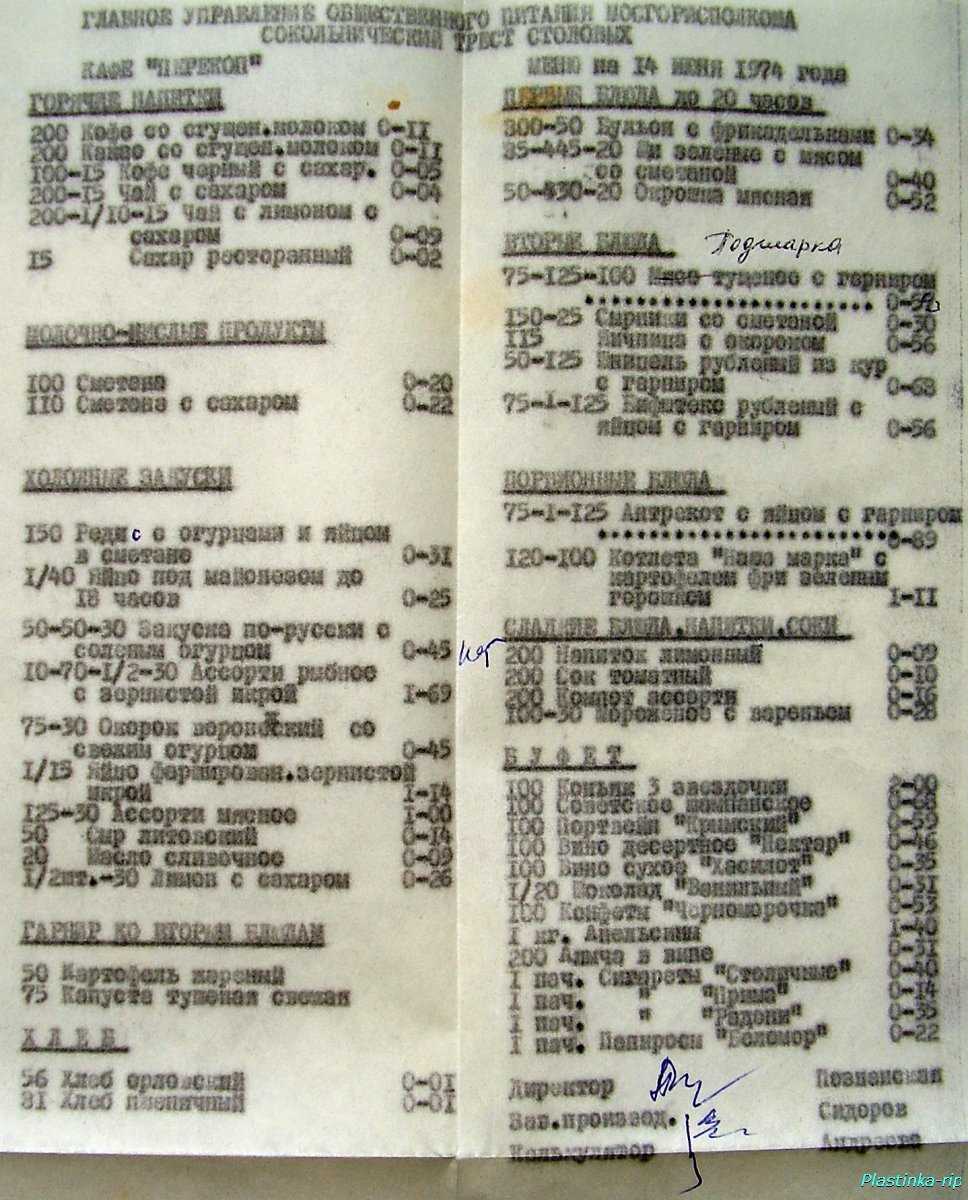 ГЛАВНОЕ УПРАВЛЕНИЕ ОБЩЕСТВЕННОГО ПИТАНИЯ МОСГОРИСПОЛКОМА
СОКОЛЬНИЧЕСКИЙ ТРЕСТ СТОЛОВЫХ
КАФЕ "ПЕРЕКОП"
МЕНЮ на 14 ИЮНЯ 1974 года
ГОРЯЧИЕ НАПИТКИ
200 Кофе со сгущен.молоком 0-11
200 Какао со сгущен.молоком 0-11
100-15 Кофе черный с сахар. 0-05
200-15 Чай с сахаром 0-04
200-1/10-15 Чай с лимоном с
сахаром 0-09
15 Сахар ресторанный 0-02
МОЛОЧНО-КИСЛЫЕ ПРОДУКТЫ
100 Сметана 0-20
110 Сметана с сахаром 0-22
ХОЛОДНЫЕ ЗАКУСКИ
150 Редис с огурцами и яйцом
в сметане 0-31
1/40 Яйцо под майонезом до
18 часов 0-25
50-50-30 Закуска по-русски с
соленым огурцом 0-45
10-70-1/2-30 Ассорти рыбное
с зернистой икрой 1-69
75-30 Окорок воронежский со
свежим огурцом 0-45
1/15 Яйцо фарширован.зернистой
икрой 1-14
125-30 Ассорти мясное 1-00
50 Сыр литовский 0-14
20 Масло сливочное 0-09
1/2шт.-30 Лимон с сахаром 0-26
ГАРНИР КО ВТОРЫМ БЛЮДАМ
50 Картофель жареный
75 Капуста тушеная свежая
ХЛЕБ
56 Хлеб орловский 0-01
31 Хлеб пшеничный 0-01
ПЕРВЫЕ БЛЮДА до 20 часов
300-50 Бульон с фрикадельками 0-34
35-445-20 Щи зеленые с мясом
со сметаной 0-40
50-430-20 Окрошка мясная 0-52
ВТОРЫЕ БЛЮДА Поджарка
75-125-100 Мясо тушеное с гарниром
0-
150-25 Сырники со сметаной 0-30
115 Яичница с окороком 0-56
50-125 Шницель рубленый из кур
с гарниром 0-68
75-1-125 Бифштекс рубленый с
яйцом с гарниром 0-56
ПОРЦИОННЫЕ БЛЮДА
75-1-125 Антрекот с яйцом с гарниром
0-89
120-100 Котлета "Наша марка" с
картофелем фри зеленым
горошком 1-11
СЛАДКИЕ БЛЮДА.НАПИТКИ.СОКИ
нет 200 Напиток лимонный 0-09
200 Сок томатный 0-10
200 Компот ассорти 0-16
100-30 Мороженое с вареньем 0-28
БУФЕТ
100 Коньяк 3 звездочки 2-00
100 Советское шампанское 0-68
100 Портвейн "Крымский" 0-59
100 Вино десертное "Нектар" 0-46
100 Вино сухое "Хасилот" 0-35
1/20 Шоколад "Ванильный" 0-31
100 Конфеты "Черноморочка" 0-53
1 кг. Апельсины 1-40
200 Алыча в вине 0-31
1 пач. Сигареты "Столичные" 0-40
1 пач. " "Прима" 0-14
1 пач. " "Родопи" 0-35
1 пач. Папиросы "Беломор" 0-22
Директор Познанская
Зав.производ. Сидоров
Калькулятор Андреева
Plastinka-rip